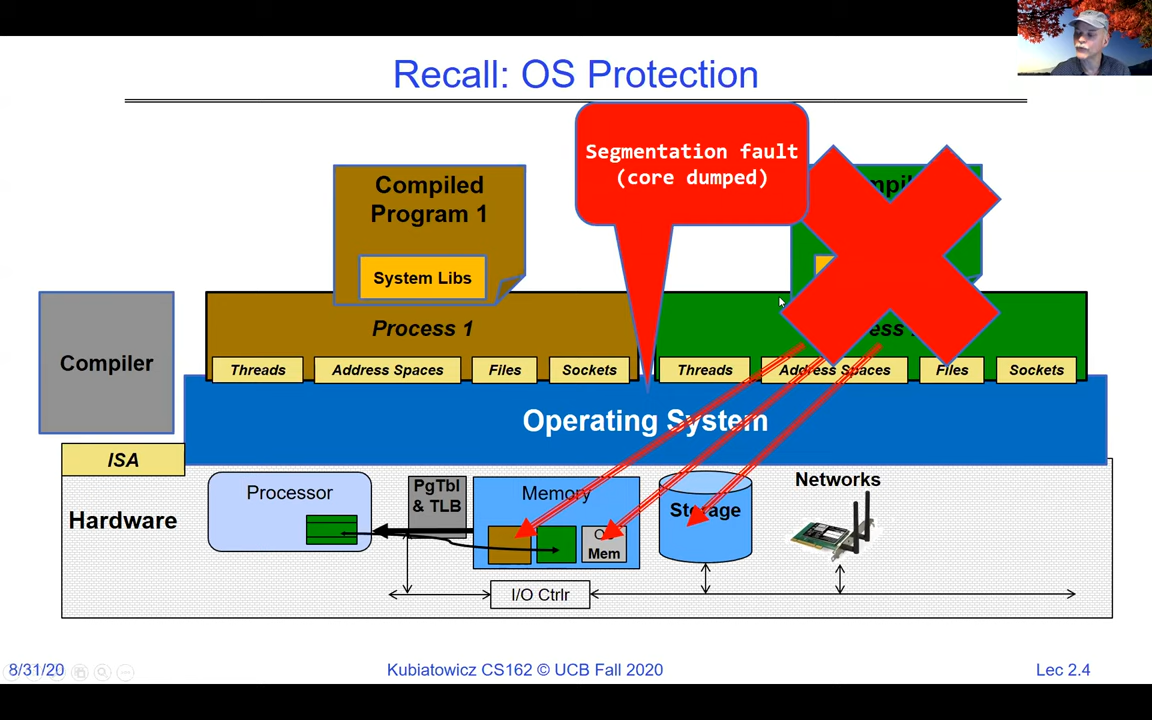 Recall: OS Protection
Segmentation fault
(core dumped)
Compiled
Program 1
System Libs
Compiler
Process 1
Threads
Address Spaces
Files
Sockets
Threads
Address Spaces
Files
Sockets
Operating System
ISA
Hardware
Processor
PgTbl
& TLB
Memory
Mem
Storage
Networks
I/O Ctrlr
8/31/20
Kubiatowicz CS162 © UCB Fall 2020
Lec 2.4